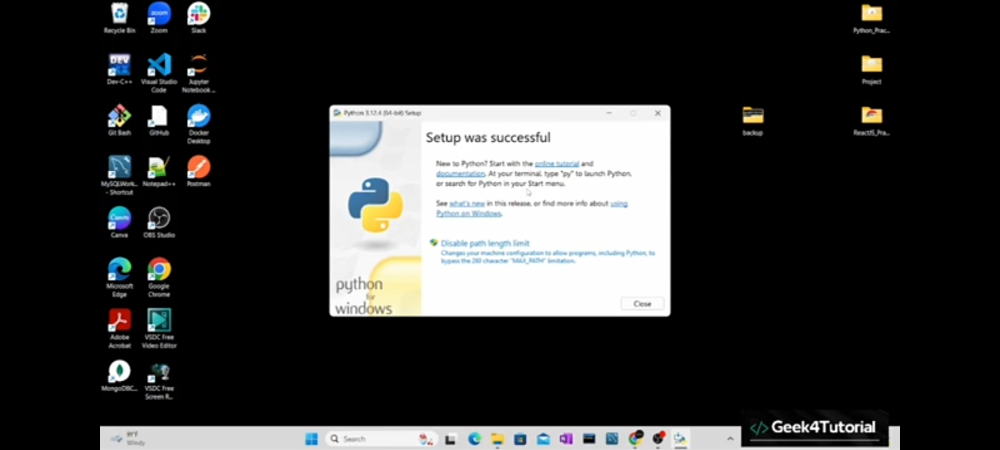 Recycle Bin
Zoom
Slack
Dev-C++
Visual Studio
Code
Jupyter
Notebook ...
Git Bash
GitHub
Docker
Desktop
MySQLWork...
- Shortcut
Notepad++
Postman
Canva
OBS Studio
Microsoft
Edge
Google
Chrome
Adobe
Acrobat
VSDC Free
Video Editor
MongoDBC...
VSDC Free
Screen R...
zoom
DEV
Canva
Python 3.12.4 (64-bit) Setup
Setup was successful
New to Python? Start with the online tutorial and
documentation. At your terminal, type "py" to launch Python,
or search for Python in your Start menu.
See what's new in this release, or find more info about using
Python on Windows.
Disable path length limit
Changes your machine configuration to allow programs, including Python, to
bypass the 260 character "MAX_PATH" limitation.
python
for
windows
Close
Python_Prac...
Project
backup
ReactJS_Pra...
91°F
Windy
Search
</> Geek4Tutorial